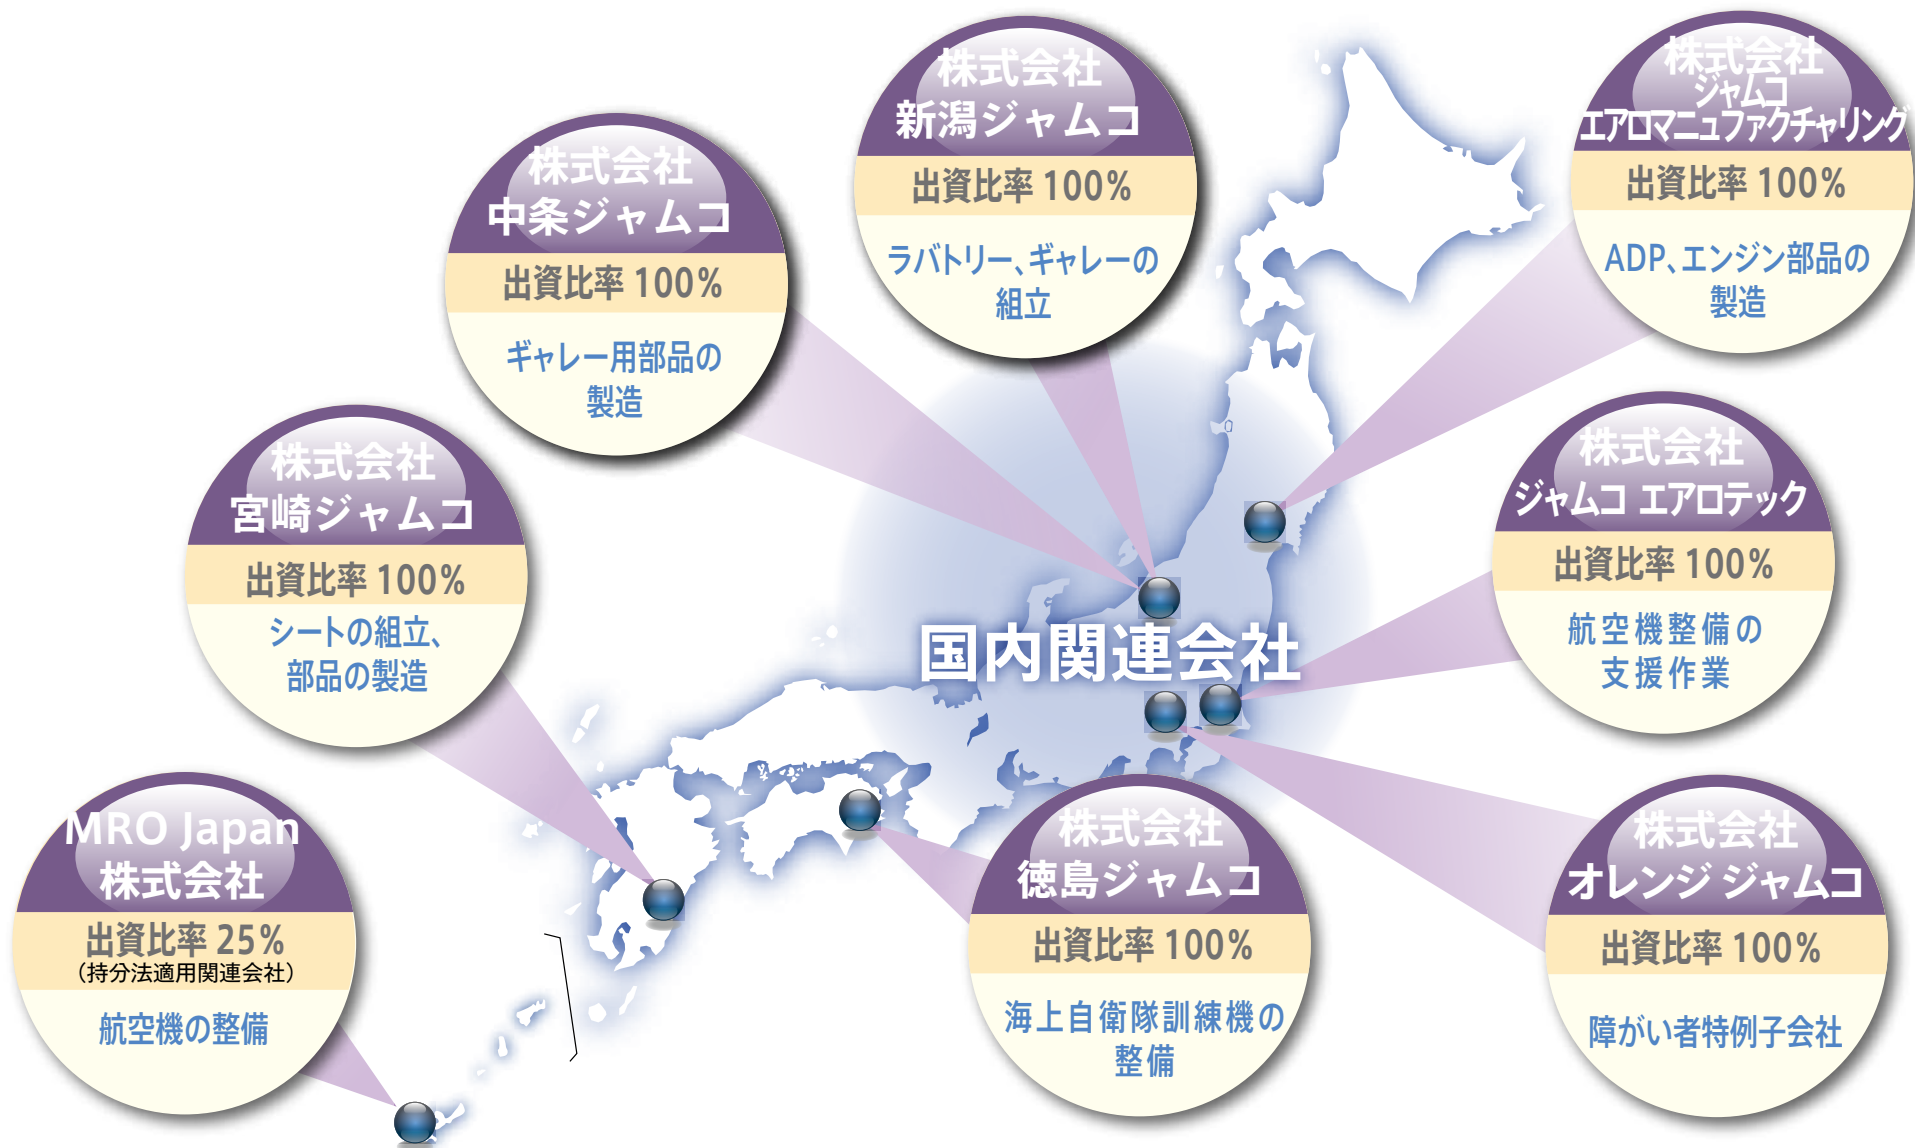 株式会社
新潟ジャムコ
出資比率 100%
ラバトリー、ギャレーの
組立
株式会社
ジャムコ
エアロマニュファクチャリング
出資比率 100%
ADP、エンジン部品の
製造
株式会社
中条ジャムコ
出資比率 100%
ギャレー用部品の
製造
株式会社
ジャムコ エアロテック
出資比率 100%
航空機整備の
支援作業
株式会社
宮崎ジャムコ
出資比率 100%
シートの組立、
部品の製造
国内関連会社
MRO Japan
株式会社
出資比率 25%
（持分法適用関連会社）
航空機の整備
株式会社
徳島ジャムコ
出資比率 100%
海上自衛隊訓練機の
整備
株式会社
オレンジ ジャムコ
出資比率 100%
障がい者特例子会社